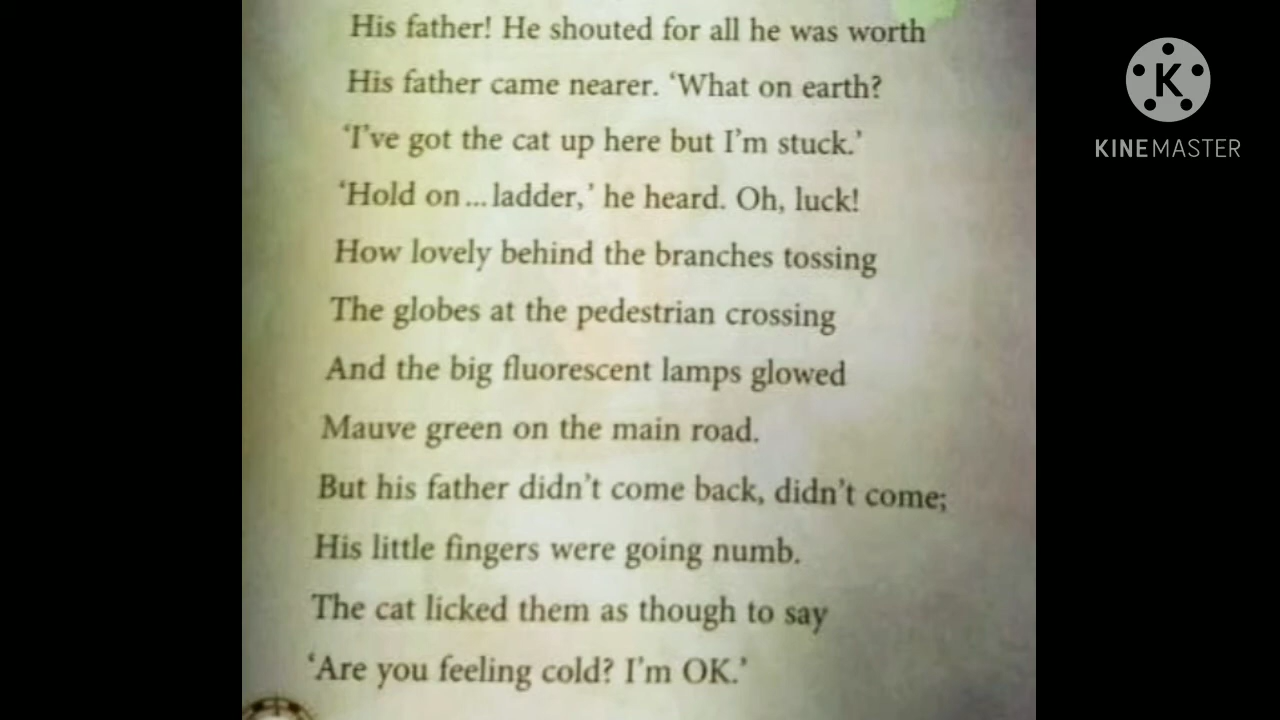 His father! He shouted for all he was worth
His father came nearer. 'What on earth?
'I've got the cat up here but I'm stuck.'
'Hold on ... ladder,' he heard. Oh, luck!
How lovely behind the branches tossing
The globes at the pedestrian crossing
And the big fluorescent lamps glowed
Mauve green on the main road.
But his father didn't come back, didn't come;
His little fingers were going numb.
The cat licked them as though to say
'Are you feeling cold? I'm OK.'
K
KINEMASTER